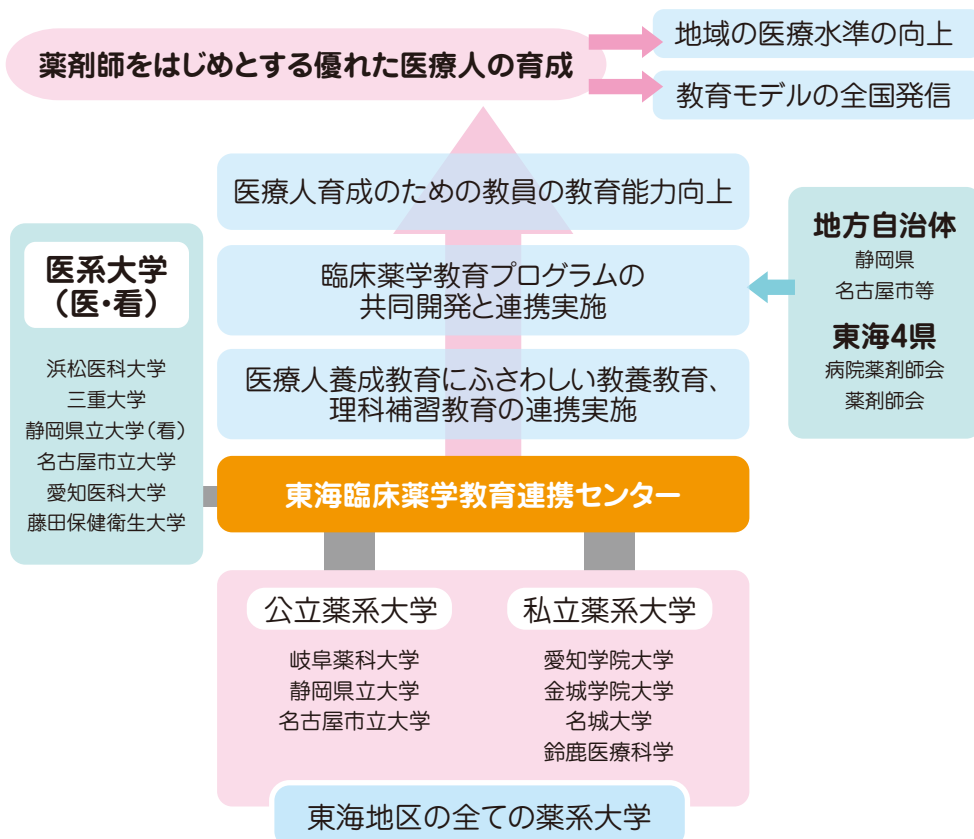 薬剤師をはじめとする優れた医療人の育成
地域の医療水準の向上
教育モデルの全国発信
医療人育成のための教員の教育能力向上
臨床薬学教育プログラムの
共同開発と連携実施
医療人養成教育にふさわしい教養教育、
理科補習教育の連携実施
医系大学
（医・看）
浜松医科大学
三重大学
静岡県立大学（看）
名古屋市立大学
愛知医科大学
藤田保健衛生大学
地方自治体
静岡県
名古屋市等
東海4県
病院薬剤師会
薬剤師会
東海臨床薬学教育連携センター
公立薬系大学
岐阜薬科大学
静岡県立大学
名古屋市立大学
私立薬系大学
愛知学院大学
金城学院大学
名城大学
鈴鹿医療科学
東海地区の全ての薬系大学